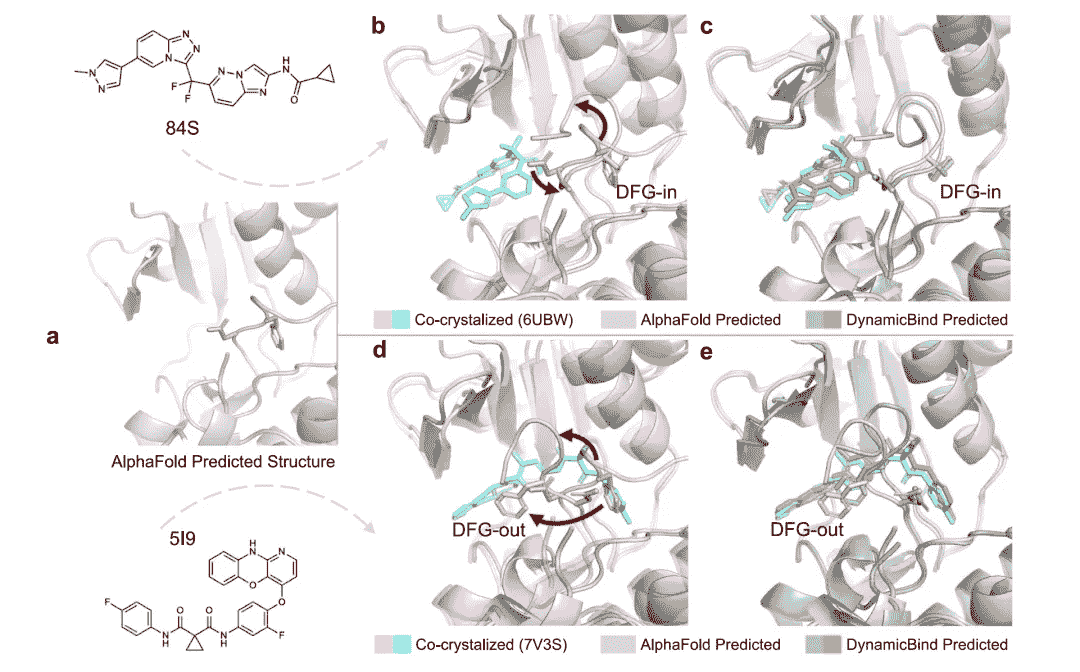 b
c
84S
DFG-in
DFG-in
Co-crystalized (6UBW)
AlphaFold Predicted
DynamicBind Predicted
a
AlphaFold Predicted Structure
d
e
5I9
DFG-out
DFG-out
Co-crystalized (7V3S)
AlphaFold Predicted
DynamicBind Predicted
N
N
N
N
N
F
F
N
N
N
H
N
O
H
N
N
O
O
F
F
O
O
N
H
N
H